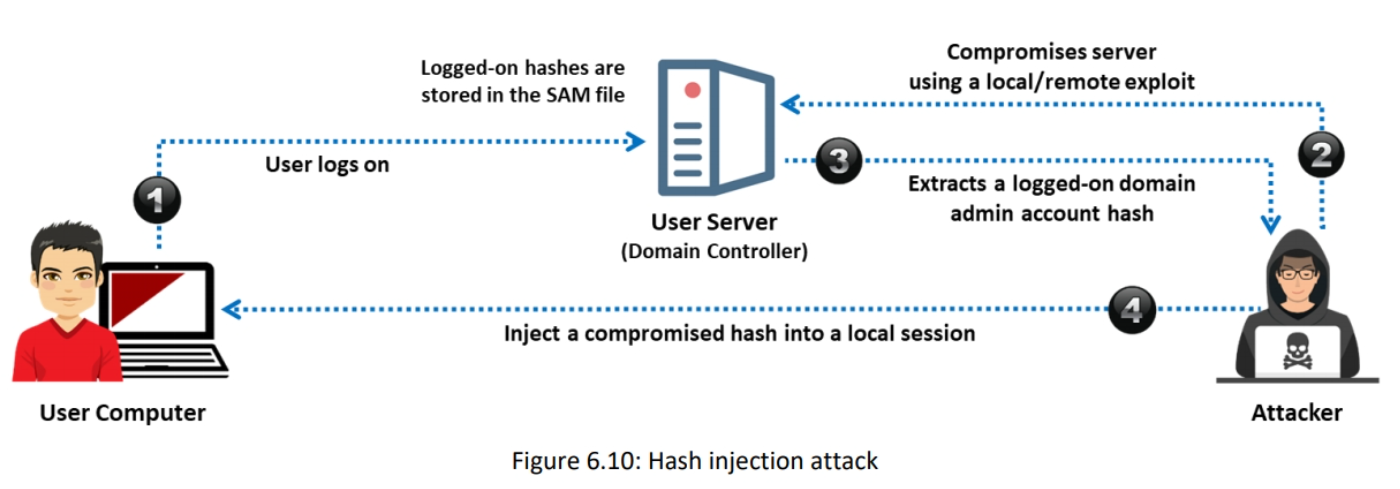 Compromises server
using a local/remote exploit
Logged-on hashes are
stored in the SAM file
2
3
User logs on
Extracts a logged-on domain
admin account hash
1
User Server
(Domain Controller)
4
Inject a compromised hash into a local session
User Computer
Attacker
Figure 6.10: Hash injection attack